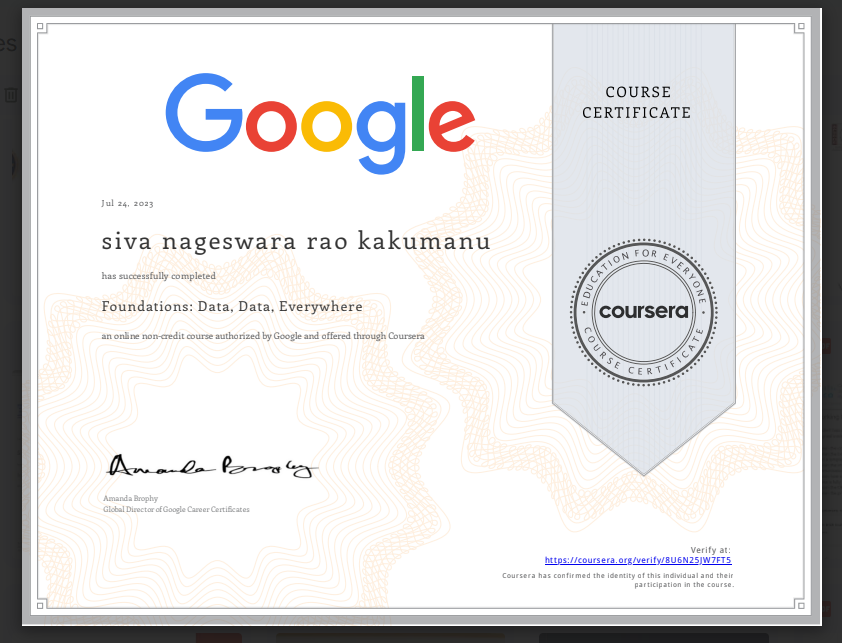 Google
COURSE
CERTIFICATE
Jul 24, 2023
siva nageswara rao kakumanu
has successfully completed
Foundations: Data, Data, Everywhere
an online non-credit course authorized by Google and offered through Coursera
EDUCATION FOR EVERYONE
coursera
COURSE CERTIFICATE
Amanda Brophy
Amanda Brophy
Global Director of Google Career Certificates
Verify at:
https://coursera.org/verify/8U6N25JW7FT5
Coursera has confirmed the identity of this individual and their
participation in the course.